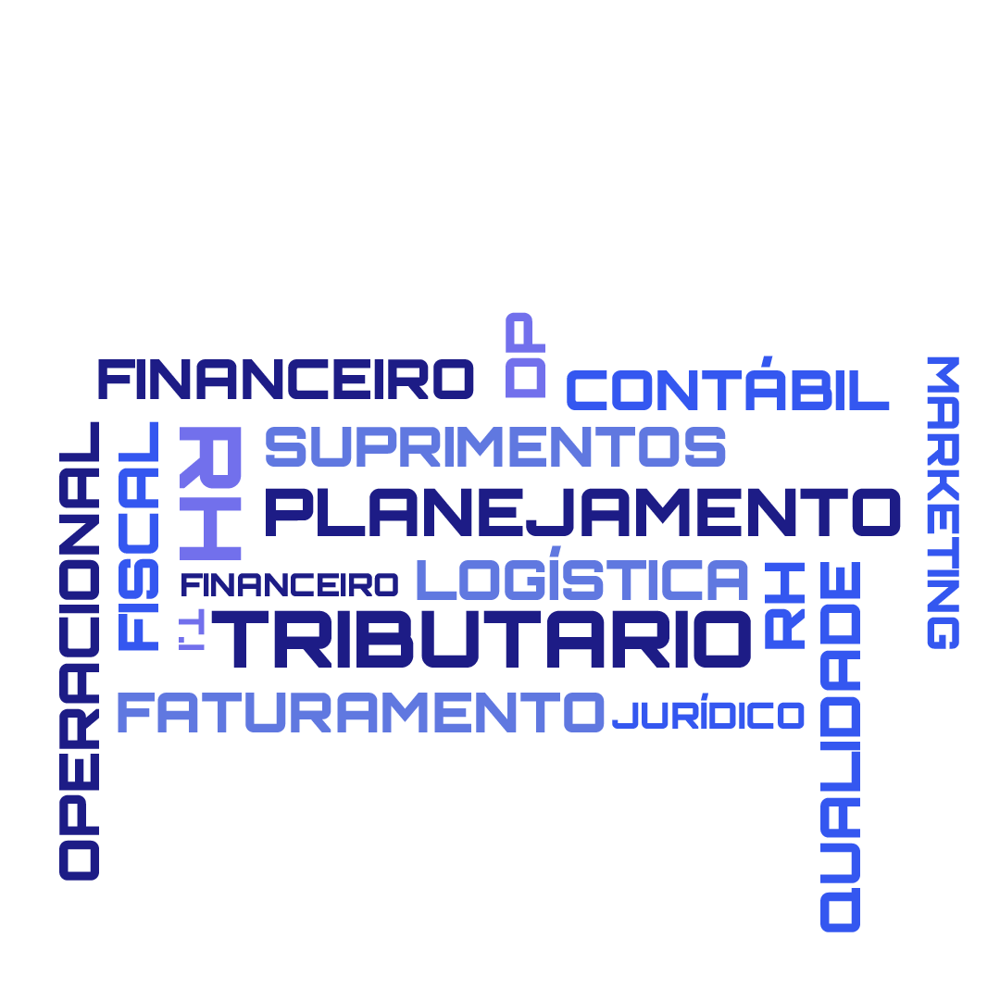 DP
FINANCEIRO
CONTÁBIL
MARKETING
OPERACIONAL
FISCAL
RH
SUPRIMENTOS
PLANEJAMENTO
FINANCEIRO
LOGÍSTICA
RH
QUALIDADE
T.I
TRIBUTARIO
FATURAMENTO
JURÍDICO